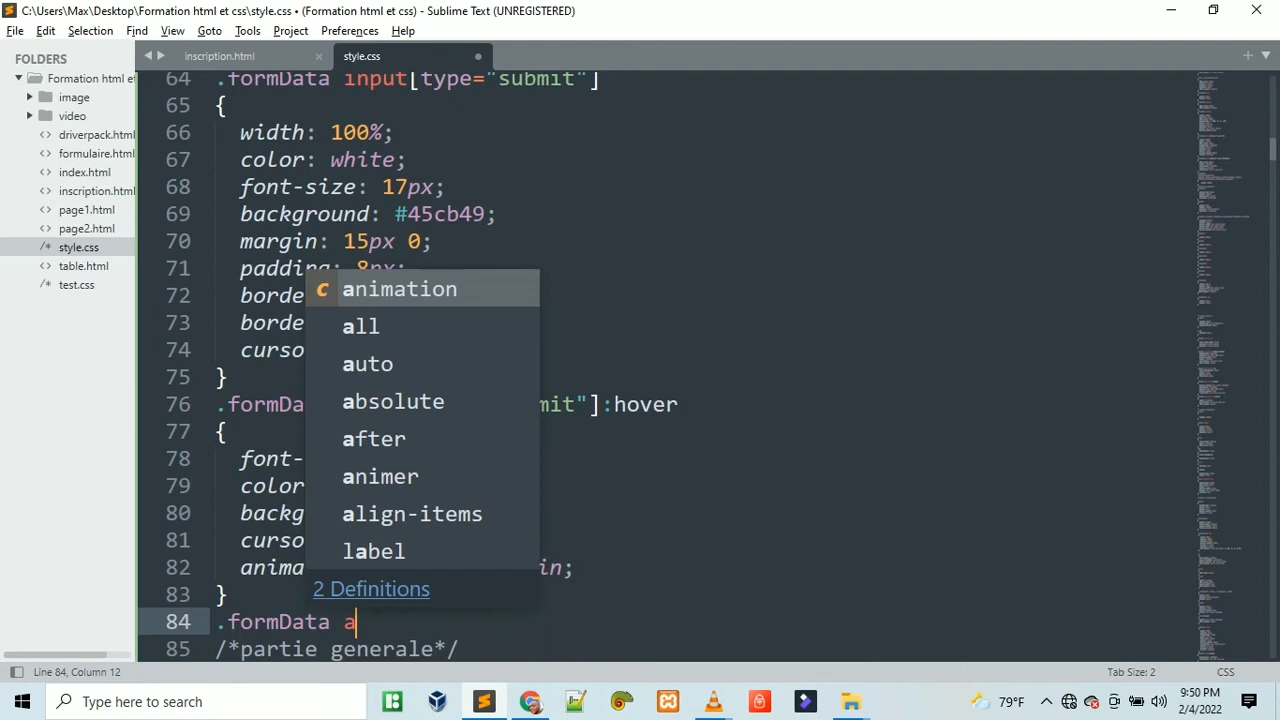 C:\Users\Max\Desktop\Formation html et css\style.css • (Formation html et css) - Sublime Text (UNREGISTERED)
File Edit Selection Find View Goto Tools Project Preferences Help
FOLDERS
Formation html et
image
video
driverpack.html
formulaire.html
index.html
inscription.html
page1.html
page2.html
style.css
table.html
test.css
inscription.html
style.css
64 .formData input[type="submit"]
65 {
66 width: 100%;
67 color: white;
68 font-size: 17px;
69 background: #45cb49;
70 margin: 15px 0;
71 padding: 8px;
72 borde
73 borde
74 curso
75 }
76 .formDa mit"]:hover
77 {
78 font-
79 color
80 backg
81 curso
82 anima in;
83 }
84 .formData a
85 /*partie generale*/
c animation
all
auto
absolute
after
animer
align-items
label
2 Definitions
Line 84, Column 12
Tab Size: 2
CSS
Type here to search
79°F
9:50 PM
2/4/2022